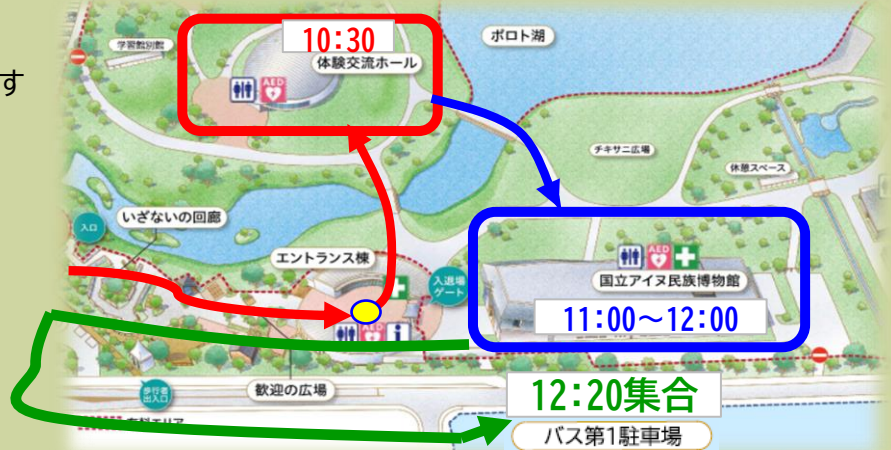 す
学習館別館
10:30
体験交流ホール
AED
ポロト湖
チキサニ広場
休憩スペース
入口
いざないの回廊
エントランス棟
入退場
ゲート
AED
国立アイヌ民族博物館
11:00～12:00
AED
i
歓迎の広場
歩行者
出入口
12:20集合
バス第1駐車場